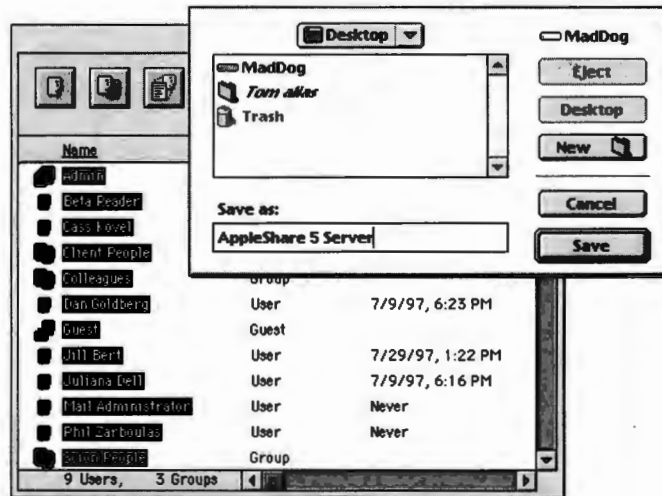 Desktop
MadDog
MadDog
Tom alias
Trash
Eject
Desktop
New
Save as:
AppleShare 5 Server
Cancel
Save
Name
Admin
Beta Reader
Cass Kovel
Client People
Colleagues Group
Dan Goldberg User 7/9/97, 6:23 PM
Guest Guest
Jill Bert User 7/29/97, 1:22 PM
Juliana Dell User 7/9/97, 6:16 PM
Mail Administrator User Never
Phil Zarboulas User Never
People Group
9 Users, 3 Groups